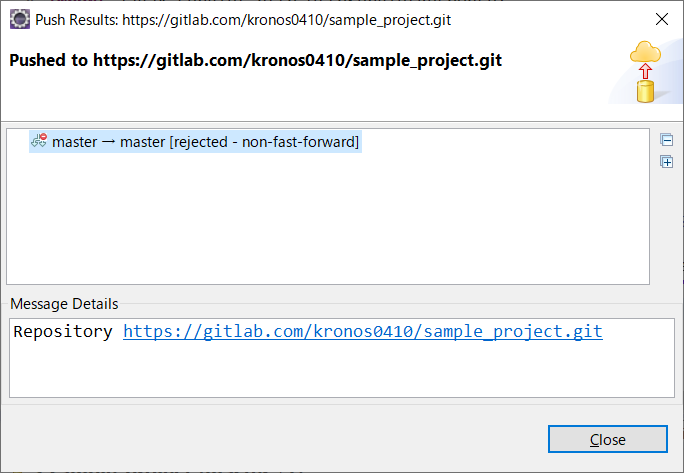 Push Results: https://gitlab.com/kronos0410/sample_project.git
Pushed to https://gitlab.com/kronos0410/sample_project.git
master → master [rejected - non-fast-forward]
Message Details
Repository https://gitlab.com/kronos0410/sample_project.git
Close